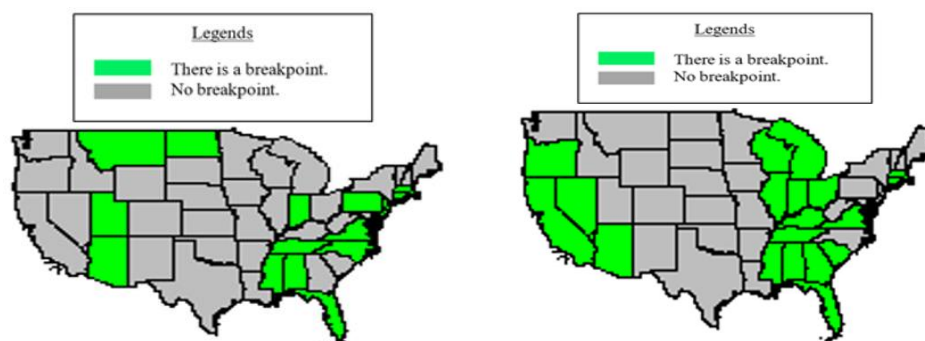 Legends
There is a breakpoint.
No breakpoint.
Legends
There is a breakpoint.
No breakpoint.